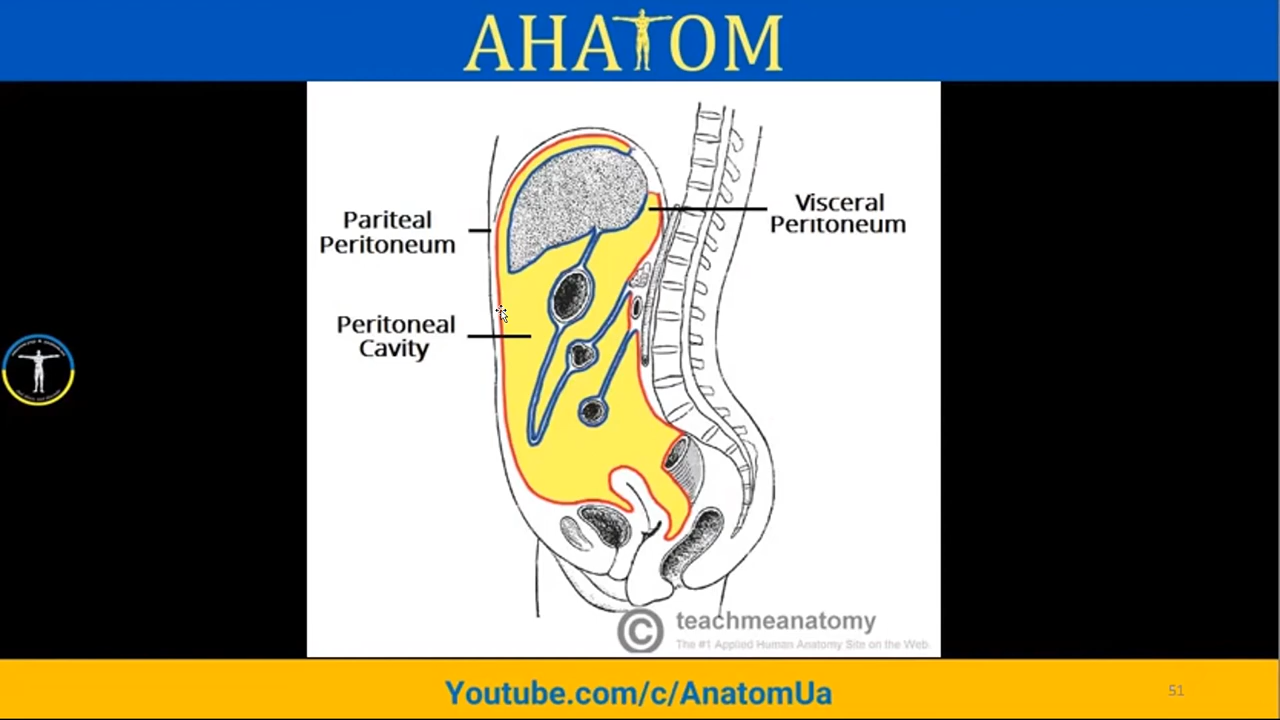 АНАТОМ
Pariteal
Peritoneum
Visceral
Peritoneum
Peritoneal
Cavity
© teachmeanatomy
The #1 Applied Human Anatomy Site on the Web.
Youtube.com/c/AnatomUa
51